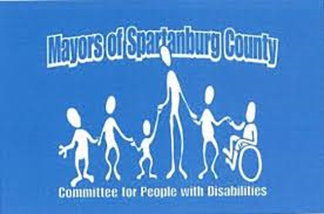 Mayors of Spartanburg County
Committee for People with Disabilities